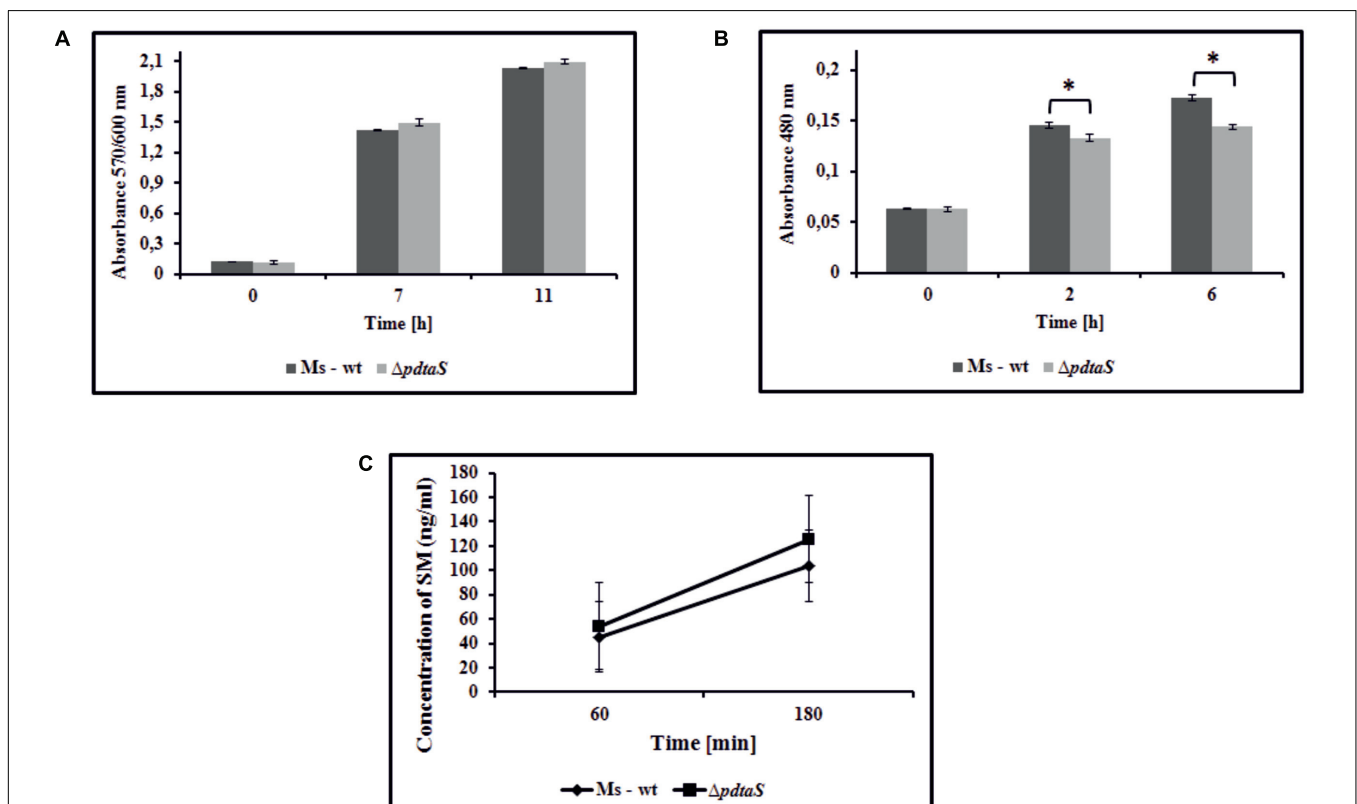 A
Absorbance 570/600 nm
2,1
1,8
1,5
1,2
0,9
0,6
0,3
0
0 7 11
Time [h]
Ms - wt ΔpdtaS
B
Absorbance 480 nm
0,2
0,15
0,1
0,05
0
* *
0 2 6
Time [h]
Ms - wt ΔpdtaS
C
Concentration of SM (ng/ml)
180
160
140
120
100
80
60
40
20
0
60 180
Time [min]
Ms - wt ΔpdtaS